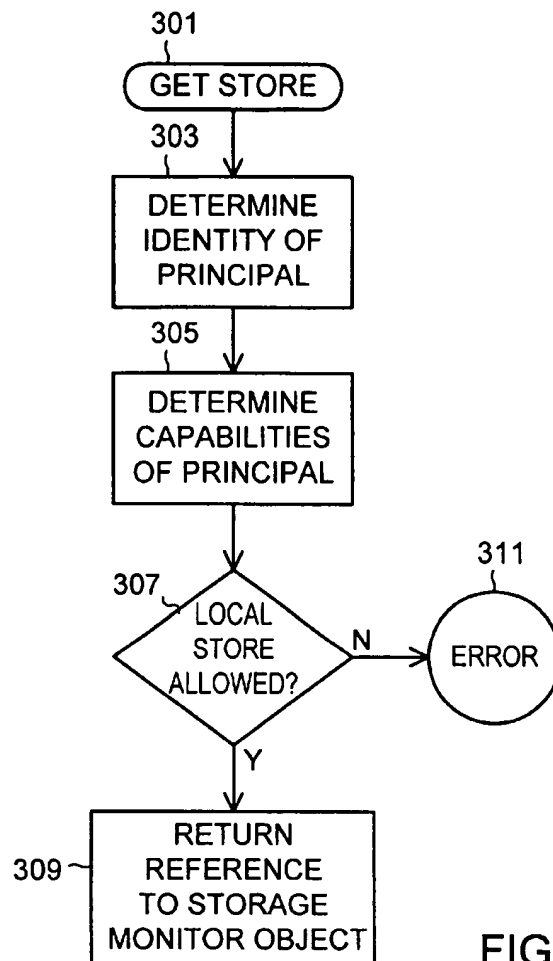 301
GET STORE
303
DETERMINE
IDENTITY OF
PRINCIPAL
305
DETERMINE
CAPABILITIES
OF PRINCIPAL
307
LOCAL
STORE
ALLOWED?
N
311
ERROR
Y
309
RETURN
REFERENCE
TO STORAGE
MONITOR OBJECT
FIG